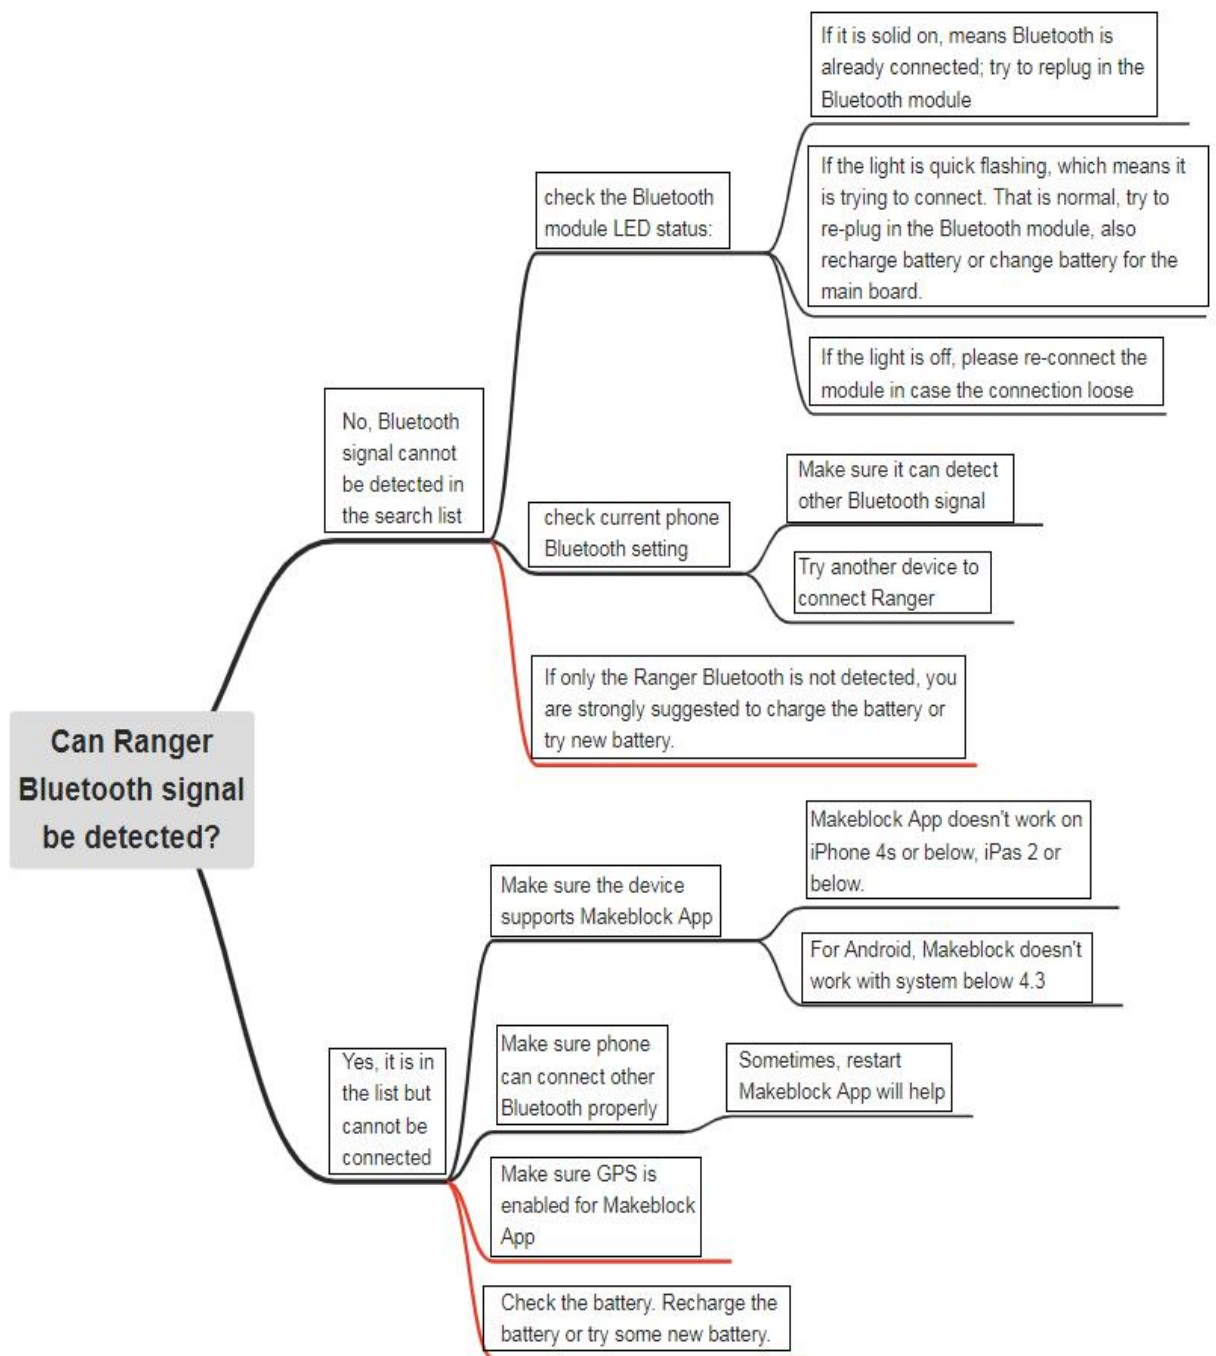 Can Ranger
Bluetooth signal
be detected?
No, Bluetooth
signal cannot
be detected in
the search list
check the Bluetooth
module LED status:
If it is solid on, means Bluetooth is
already connected; try to replug in the
Bluetooth module
If the light is quick flashing, which means it
is trying to connect. That is normal, try to
re-plug in the Bluetooth module, also
recharge battery or change battery for the
main board.
If the light is off, please re-connect the
module in case the connection loose
check current phone
Bluetooth setting
Make sure it can detect
other Bluetooth signal
Try another device to
connect Ranger
If only the Ranger Bluetooth is not detected, you
are strongly suggested to charge the battery or
try new battery.
Yes, it is in
the list but
cannot be
connected
Make sure the device
supports Makeblock App
Makeblock App doesn't work on
iPhone 4s or below, iPas 2 or
below.
For Android, Makeblock doesn't
work with system below 4.3
Make sure phone
can connect other
Bluetooth properly
Sometimes, restart
Makeblock App will help
Make sure GPS is
enabled for Makeblock
App
Check the battery. Recharge the
battery or try some new battery.